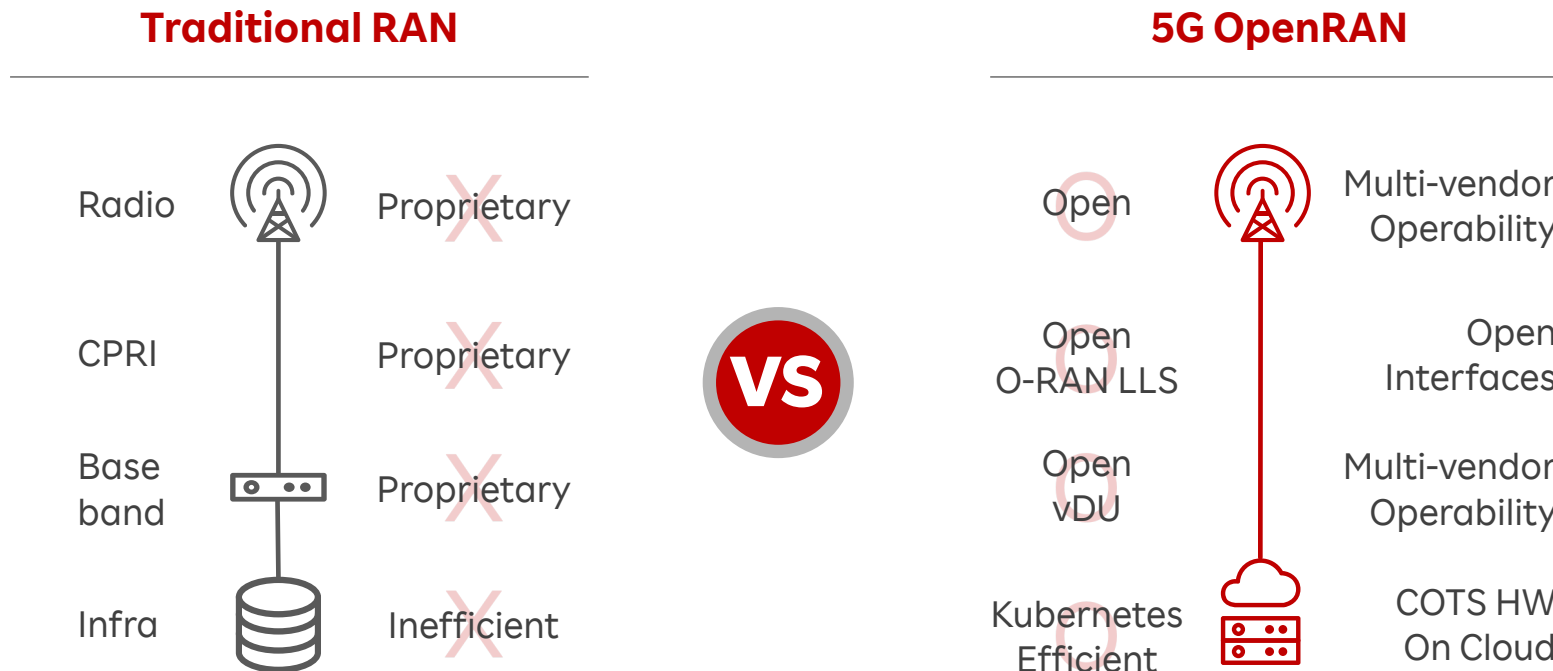 Traditional RAN
5G OpenRAN
Radio
X
Proprietary
CPRI
X
Proprietary
Base
band
X
Proprietary
Infra
X
Inefficient
VS
O
Open
Multi-vendor
Operability
O
Open
O-RAN LLS
Open
Interfaces
O
Open
vDU
Multi-vendor
Operability
O
Kubernetes
Efficient
COTS HW
On Cloud